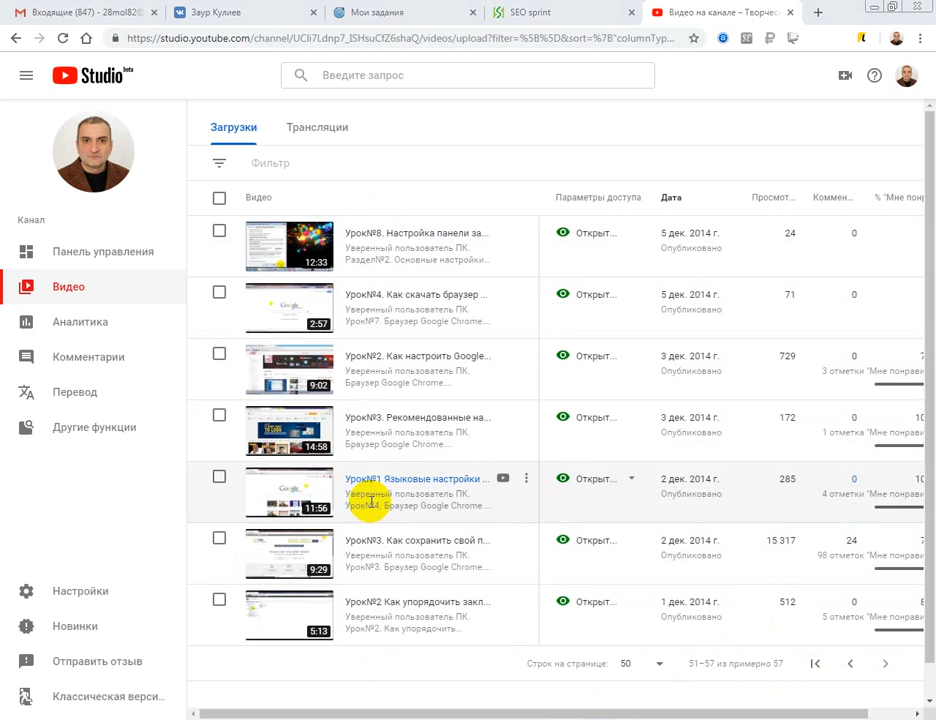 Входящие (847) - 28mol82@
Заур Кулиев
Мои задания
SEO sprint
Видео на канале – Творчес
https://studio.youtube.com/channel/UCIi7Ldnp7_ISHsuCfZ6shaQ/videos/upload?filter=%5B%5D&sort=%7B"columnTyp...
Studio beta
Введите запрос
Загрузки
Трансляции
Фильтр
Канал
Видео
Параметры доступа
Дата
Просмот...
Коммен...
% "Мне понр
Панель управления
Видео
Аналитика
Комментарии
Перевод
Другие функции
Настройки
Новинки
Отправить отзыв
Классическая верси...
12:33
Урок№8. Настройка панели за...
Уверенный пользователь ПК.
Раздел№2. Основные настройки...
Открыт...
5 дек. 2014 г.
Опубликовано
24
0
2:57
Урок№4. Как скачать браузер ...
Уверенный пользователь ПК.
Урок№7. Браузер Google Chrome....
Открыт...
5 дек. 2014 г.
Опубликовано
71
0
9:02
Урок№2. Как настроить Google...
Уверенный пользователь ПК.
Браузер Google Chrome....
Открыт...
3 дек. 2014 г.
Опубликовано
729
0
3 отметки "Мне понрави
14:58
Урок№3. Рекомендованные на...
Уверенный пользователь ПК.
Браузер Google Chrome....
Открыт...
3 дек. 2014 г.
Опубликовано
172
0
10
1 отметка "Мне понрави
11:56
Урок№1 Языковые настройки ...
Уверенный пользователь ПК.
Урок№4. Браузер Google Chrome....
Открыт...
2 дек. 2014 г.
Опубликовано
285
0
10
4 отметки "Мне понрави
9:29
Урок№3. Как сохранить свой п...
Уверенный пользователь ПК.
Урок№3. Браузер Google Chrome....
Открыт...
2 дек. 2014 г.
Опубликовано
15 317
24
98 отметок "Мне понрави
5:13
Урок№2 Как упорядочить закл...
Уверенный пользователь ПК.
Урок№2. Как упорядочить...
Открыт...
1 дек. 2014 г.
Опубликовано
512
0
5 отметок "Мне понрави
Строк на странице:
50
51–57 из примерно 57